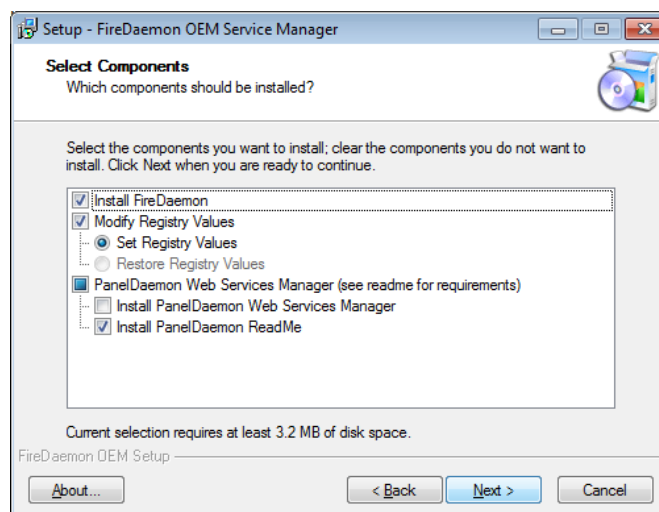 Setup - FireDaemon OEM Service Manager
Select Components
Which components should be installed?
Select the components you want to install; clear the components you do not want to
install. Click Next when you are ready to continue.
Install FireDaemon
Modify Registry Values
Set Registry Values
Restore Registry Values
PanelDaemon Web Services Manager (see readme for requirements)
Install PanelDaemon Web Services Manager
Install PanelDaemon ReadMe
Current selection requires at least 3.2 MB of disk space.
FireDaemon OEM Setup
About... < Back Next > Cancel